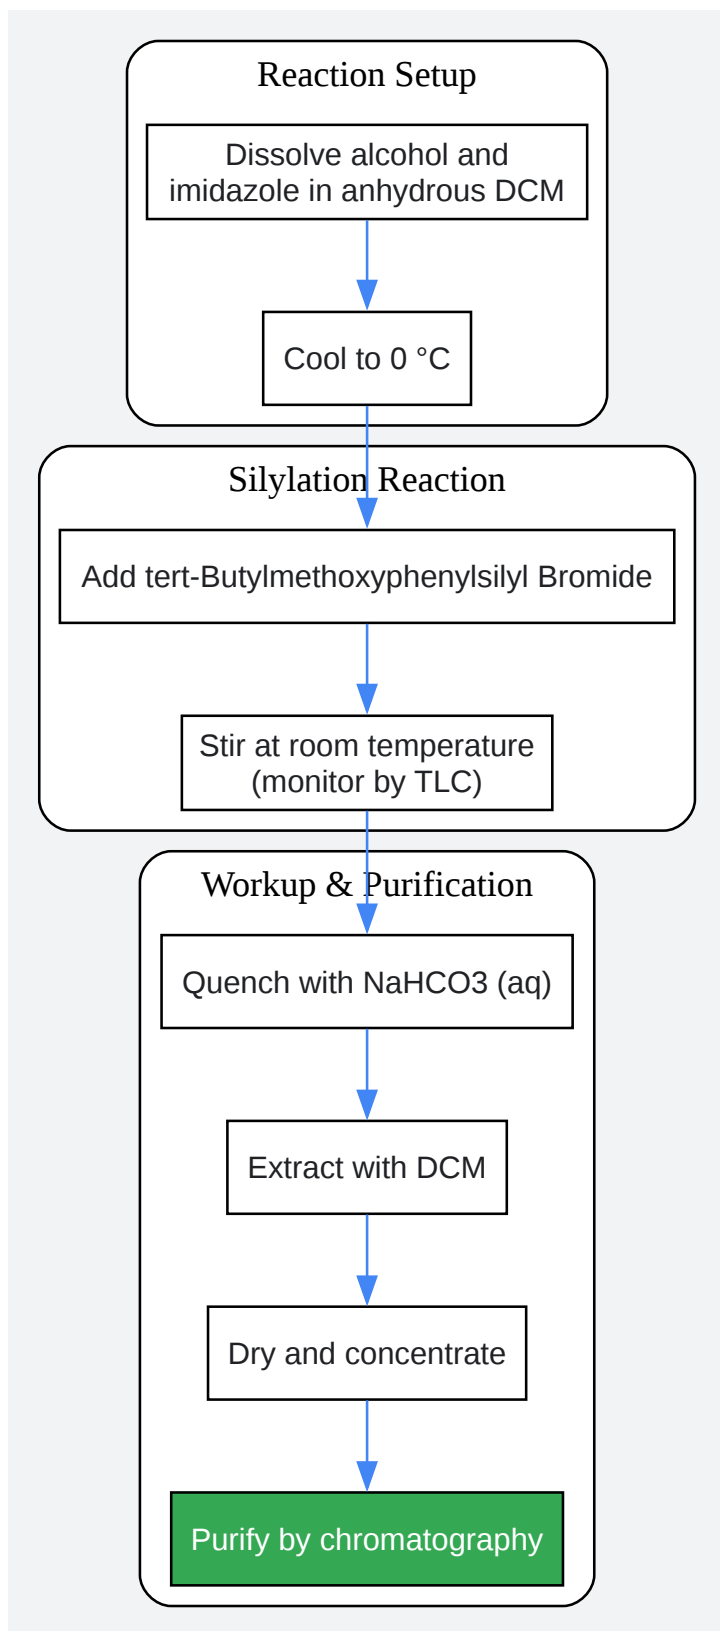 Reaction Setup
Dissolve alcohol and
imidazole in anhydrous DCM
Cool to 0 °C
Silylation Reaction
Add tert-Butylmethoxyphenylsilyl Bromide
Stir at room temperature
(monitor by TLC)
Workup & Purification
Quench with NaHCO3 (aq)
Extract with DCM
Dry and concentrate
Purify by chromatography